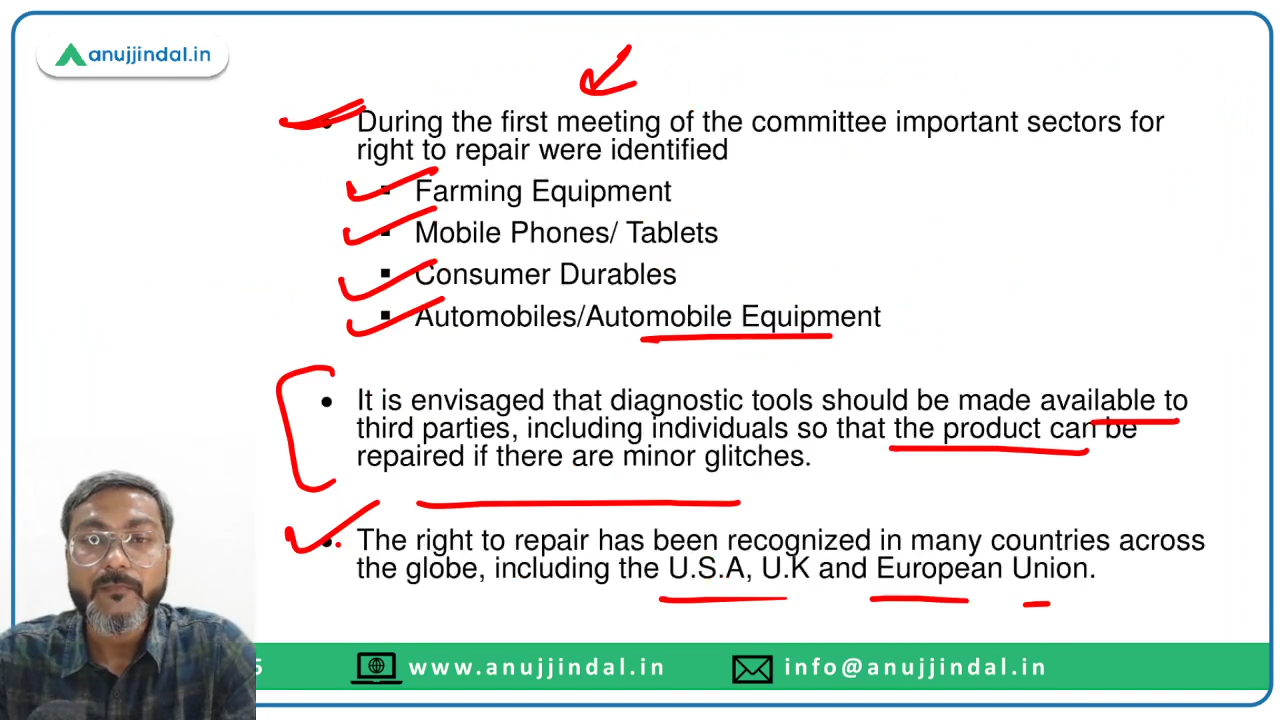 anujjindal.in
During the first meeting of the committee important sectors for
right to repair were identified
Farming Equipment
Mobile Phones/ Tablets
Consumer Durables
Automobiles/Automobile Equipment
It is envisaged that diagnostic tools should be made available to
third parties, including individuals so that the product can be
repaired if there are minor glitches.
The right to repair has been recognized in many countries across
the globe, including the U.S.A, U.K and European Union.
5 www.anujjindal.in info@anujjindal.in